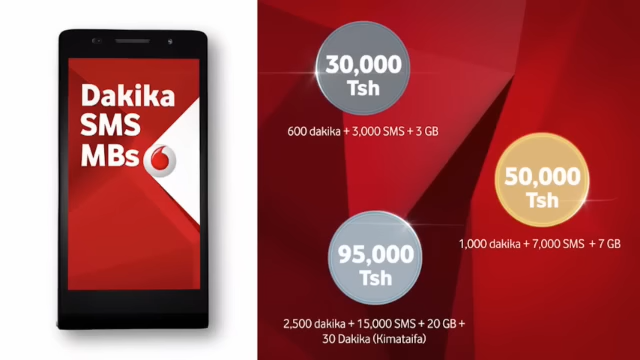 Dakika
SMS
MBs
30,000
Tsh
600 dakika + 3,000 SMS + 3 GB
50,000
Tsh
1,000 dakika + 7,000 SMS + 7 GB
95,000
Tsh
2,500 dakika + 15,000 SMS + 20 GB +
30 Dakika (Kimataifa)